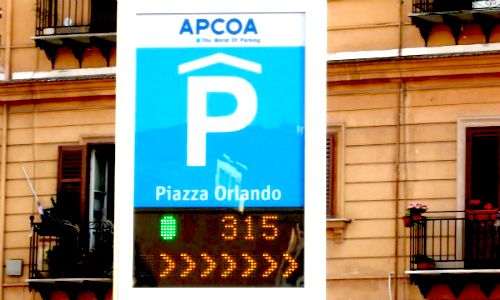 APCOA
The World Of Parking
P
Piazza Orlando
315
>>>>>>>